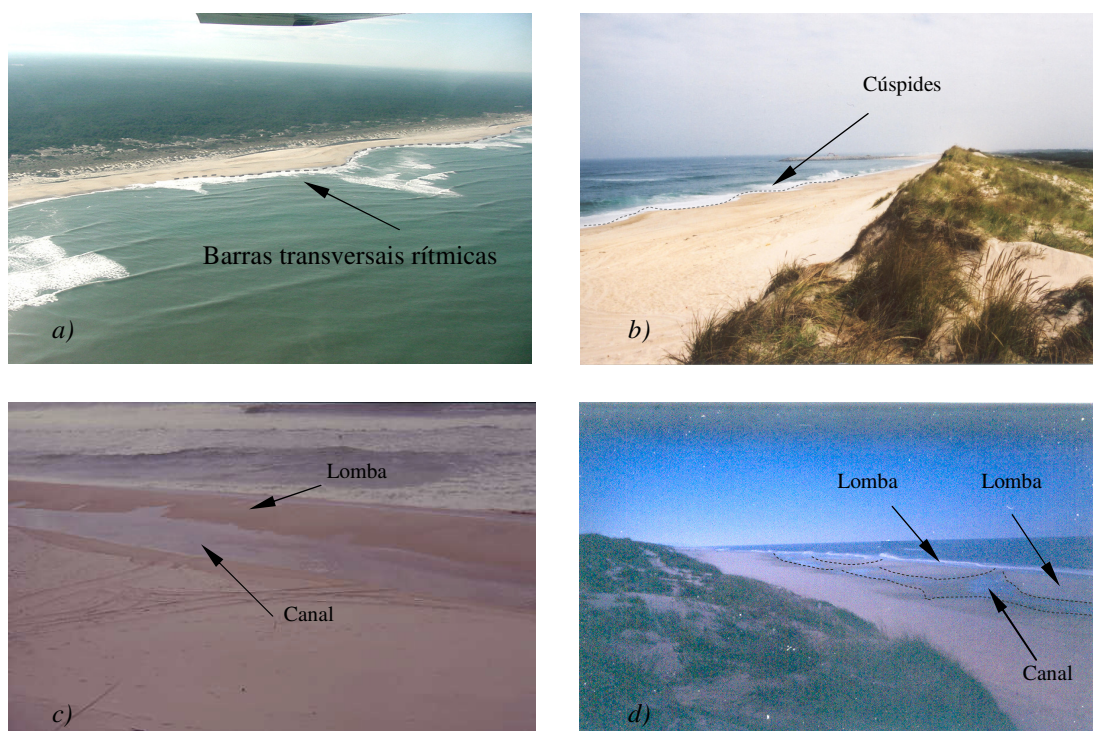 Barras transversais rítmicas
a)
Cúspides
b)
Lomba
Canal
c)
Lomba Lomba
Canal
d)